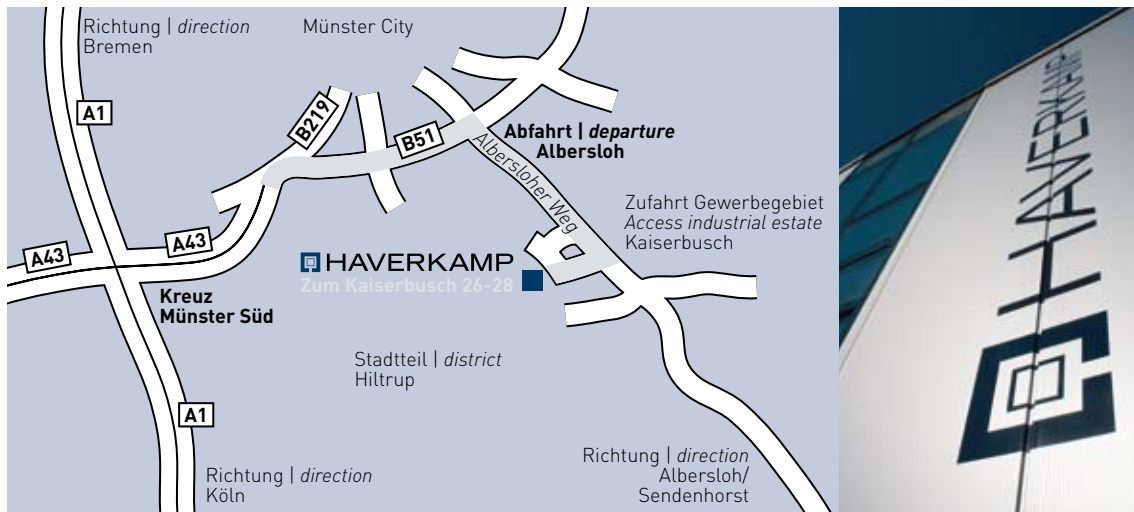 Richtung | direction
Bremen
Münster City
A1
B219
B51
Abfahrt | departure
Albersloh
Albersloher Weg
Zufahrt Gewerbegebiet
Access industrial estate
Kaiserbusch
A43
A43
HAVERKAMP
Zum Kaiserbusch 26-28
Kreuz
Münster Süd
Stadtteil | district
Hiltrup
A1
Richtung | direction
Köln
Richtung | direction
Albersloh/
Sendenhorst
HAVERKAMP